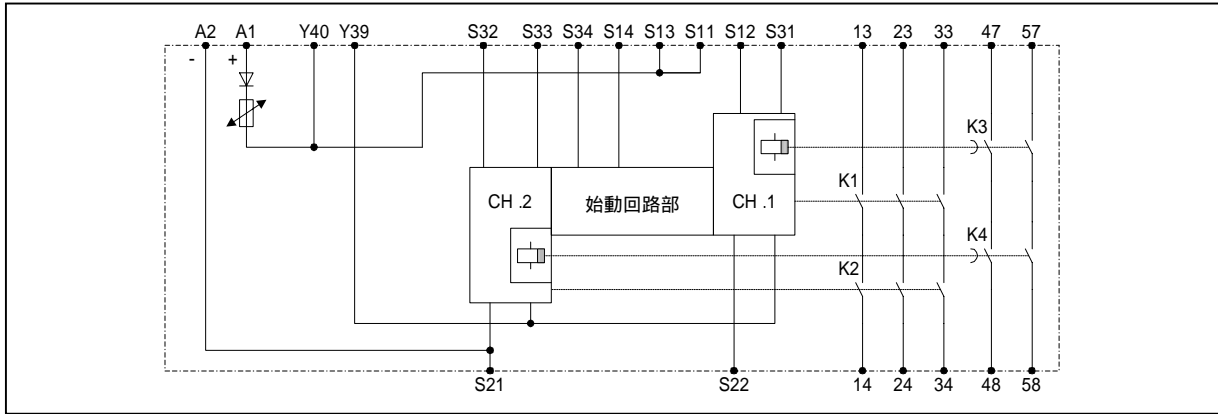 A2 A1 Y40 Y39 S32 S33 S34 S14 S13 S11 S12 S31 13 23 33 47 57
- +
K3
K1
CH .2 始動回路部 CH .1
K4
K2
S21 S22 14 24 34 48 58